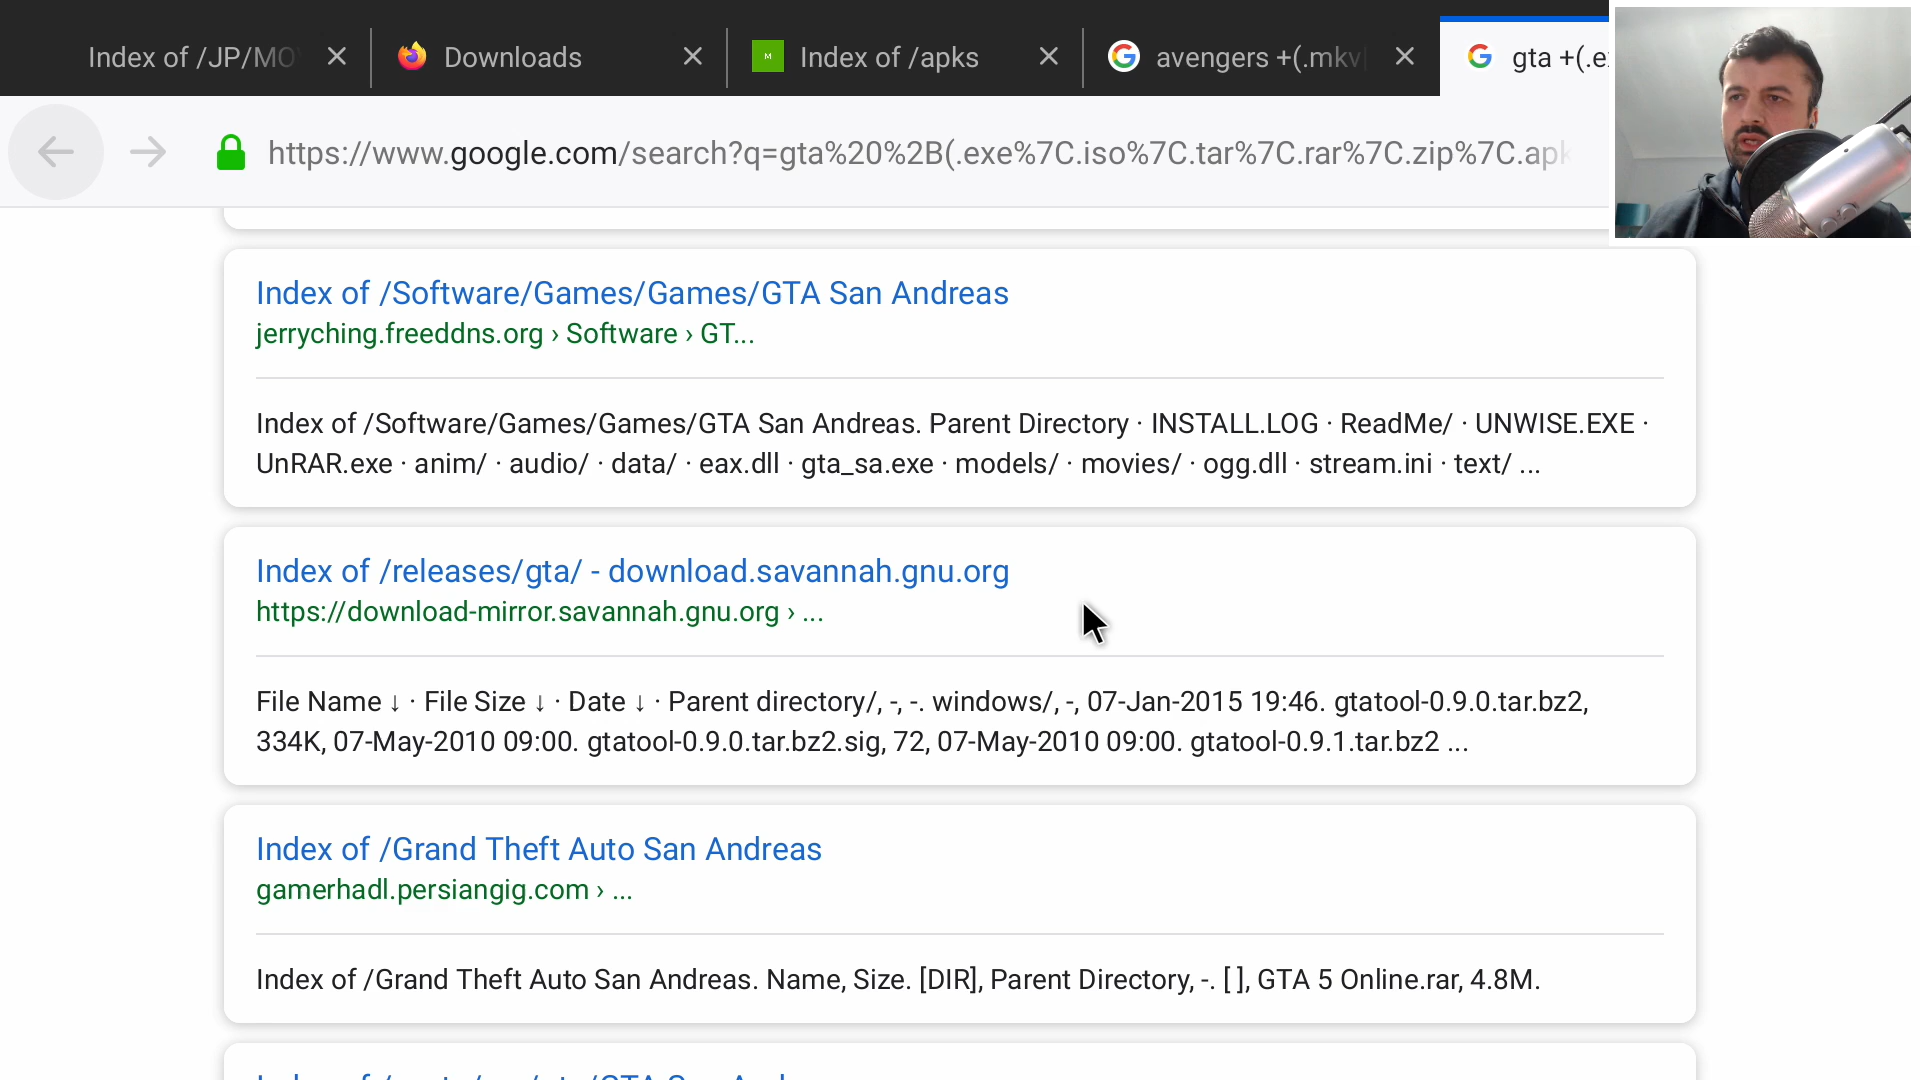 Index of /JP/MO
Downloads
Index of /apks
avengers +(.mkv
gta +(.e
https://www.google.com/search?q=gta%20%2B(.exe%7C.iso%7C.tar%7C.rar%7C.zip%7C.apk
Index of /Software/Games/Games/GTA San Andreas
jerryching.freeddns.org › Software › GT...
Index of /Software/Games/Games/GTA San Andreas. Parent Directory · INSTALL.LOG · ReadMe/ · UNWISE.EXE ·
UnRAR.exe · anim/ · audio/ · data/ · eax.dll · gta_sa.exe · models/ · movies/ · ogg.dll · stream.ini · text/ ...
Index of /releases/gta/ - download.savannah.gnu.org
https://download-mirror.savannah.gnu.org › ...
File Name ↓ · File Size ↓ · Date ↓ · Parent directory/, -, -. windows/, -, 07-Jan-2015 19:46. gtatool-0.9.0.tar.bz2,
334K, 07-May-2010 09:00. gtatool-0.9.0.tar.bz2.sig, 72, 07-May-2010 09:00. gtatool-0.9.1.tar.bz2 ...
Index of /Grand Theft Auto San Andreas
gamerhadl.persiangig.com › ...
Index of /Grand Theft Auto San Andreas. Name, Size. [DIR], Parent Directory, -. [ ], GTA 5 Online.rar, 4.8M.